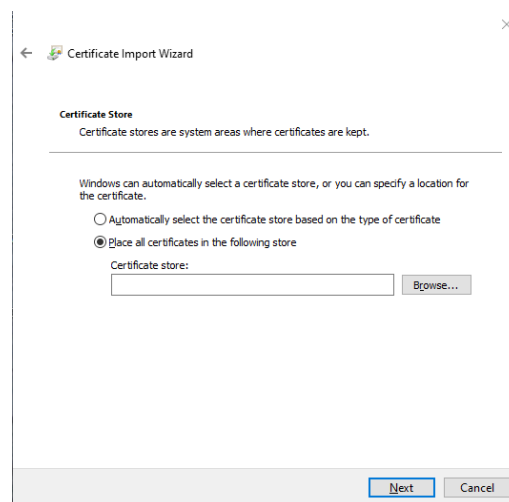 Certificate Import Wizard
Certificate Store
Certificate stores are system areas where certificates are kept.
Windows can automatically select a certificate store, or you can specify a location for
the certificate.
Automatically select the certificate store based on the type of certificate
Place all certificates in the following store
Certificate store:
Browse...
Next
Cancel